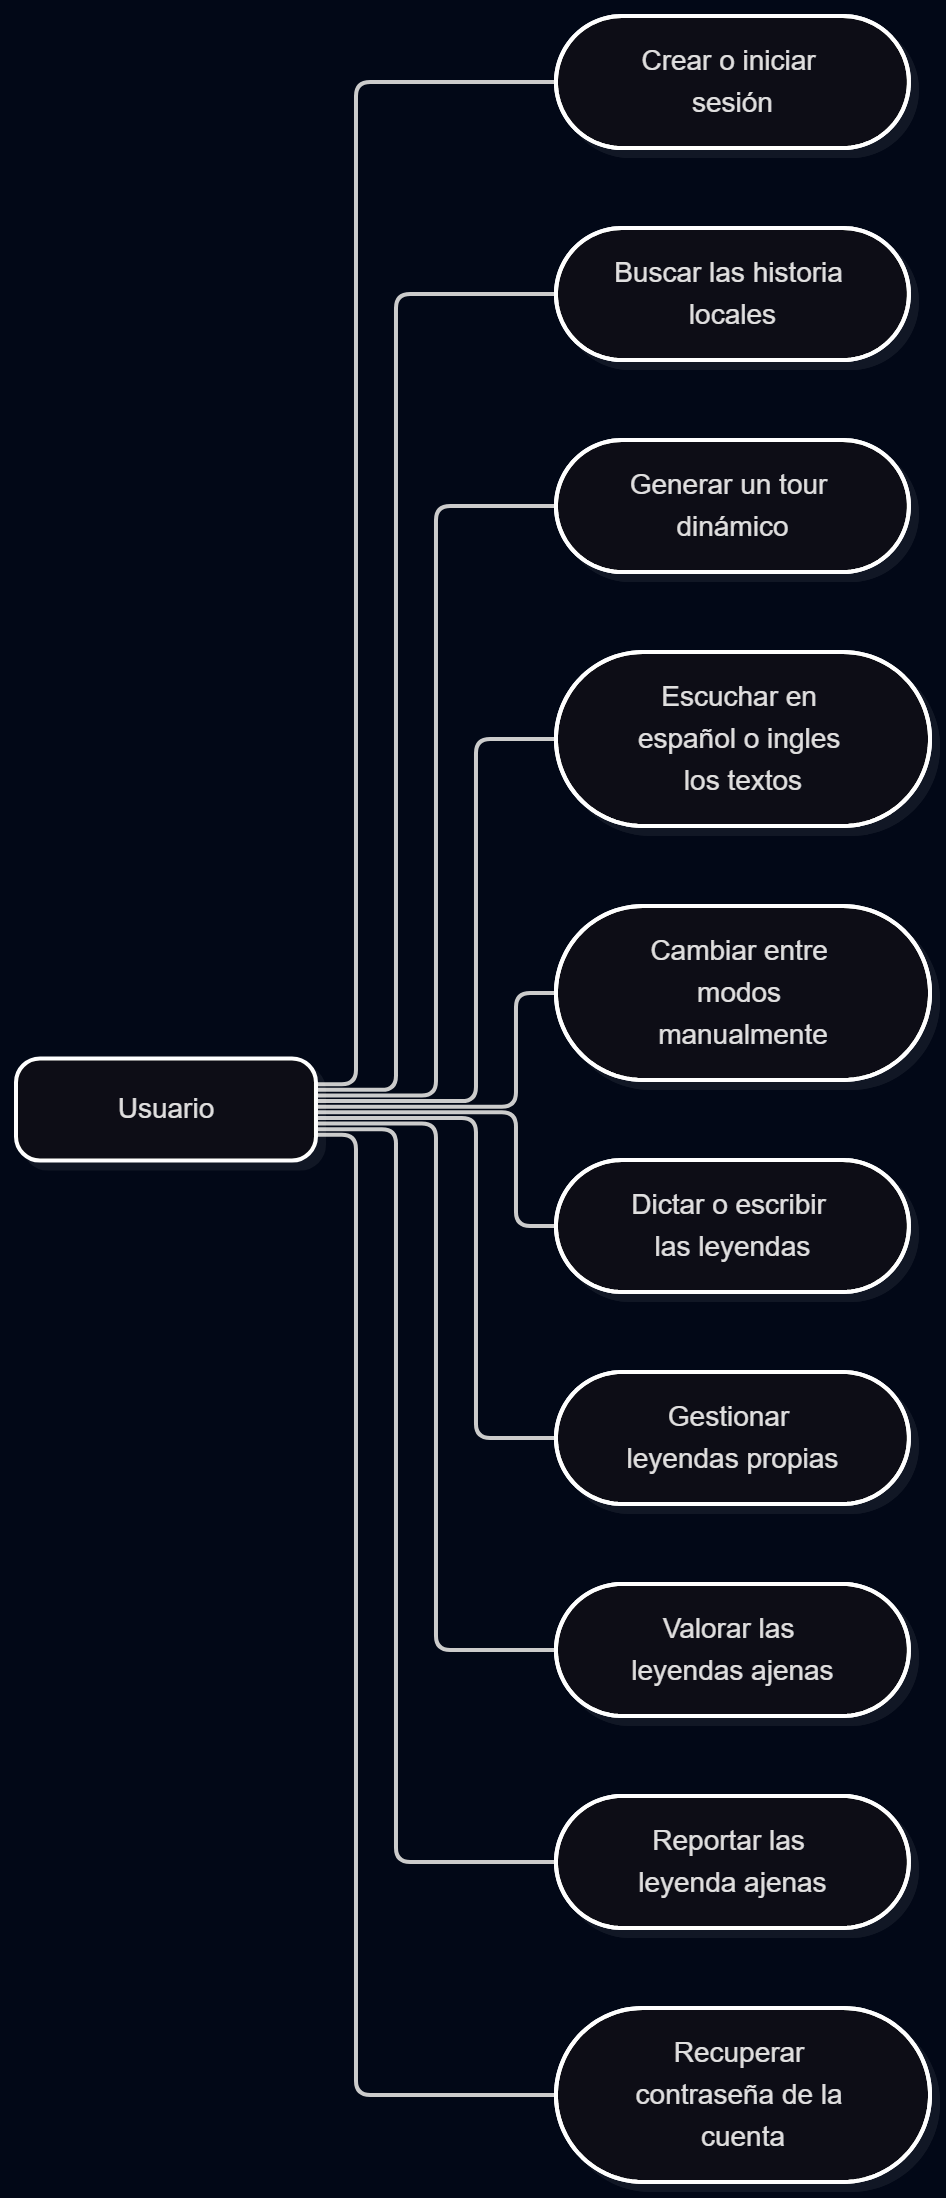 Crear o iniciar
sesión
Buscar las historia
locales
Generar un tour
dinámico
Escuchar en
español o ingles
los textos
Cambiar entre
modos
manualmente
Usuario
Dictar o escribir
las leyendas
Gestionar
leyendas propias
Valorar las
leyendas ajenas
Reportar las
leyenda ajenas
Recuperar
contraseña de la
cuenta